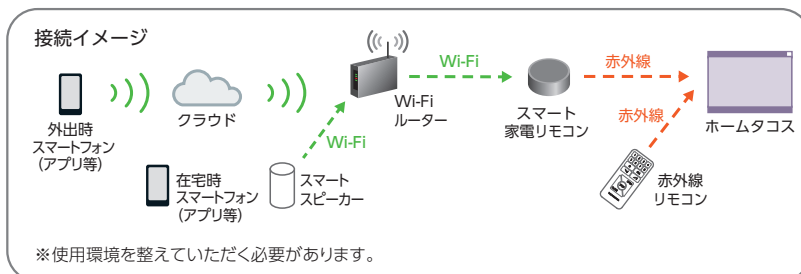 接続イメージ
外出時
スマートフォン
(アプリ等)
クラウド
在宅時
スマートフォン
(アプリ等)
スマート
スピーカー
Wi-Fi
Wi-Fi
ルーター
Wi-Fi
スマート
家電リモコン
赤外線
赤外線
赤外線
リモコン
ホームタコス
※使用環境を整えていただく必要があります。